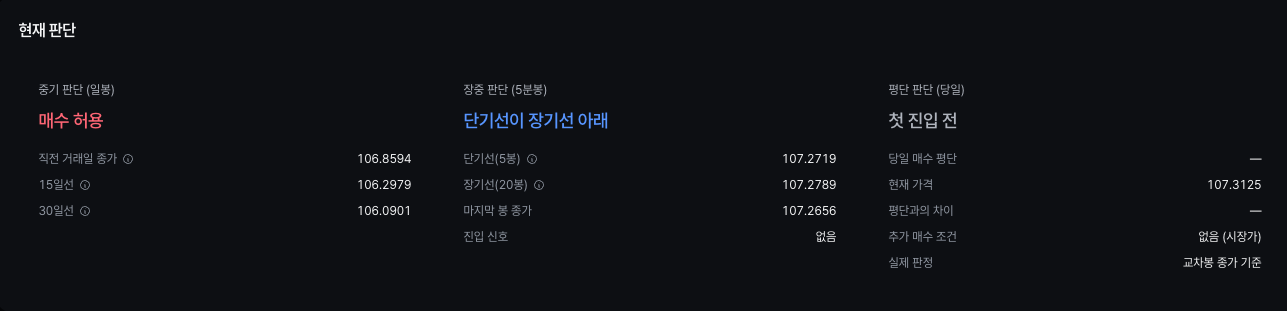 현재 판단
중기 판단 (일봉)
매수 허용
직전 거래일 종가 106.8594
15일선 106.2979
30일선 106.0901
장중 판단 (5분봉)
단기선이 장기선 아래
단기선(5봉) 107.2719
장기선(20봉) 107.2789
마지막 봉 종가 107.2656
진입 신호 없음
평단 판단 (당일)
첫 진입 전
당일 매수 평단 —
현재 가격 107.3125
평단과의 차이 —
추가 매수 조건 없음 (시장가)
실제 판정 교차봉 종가 기준